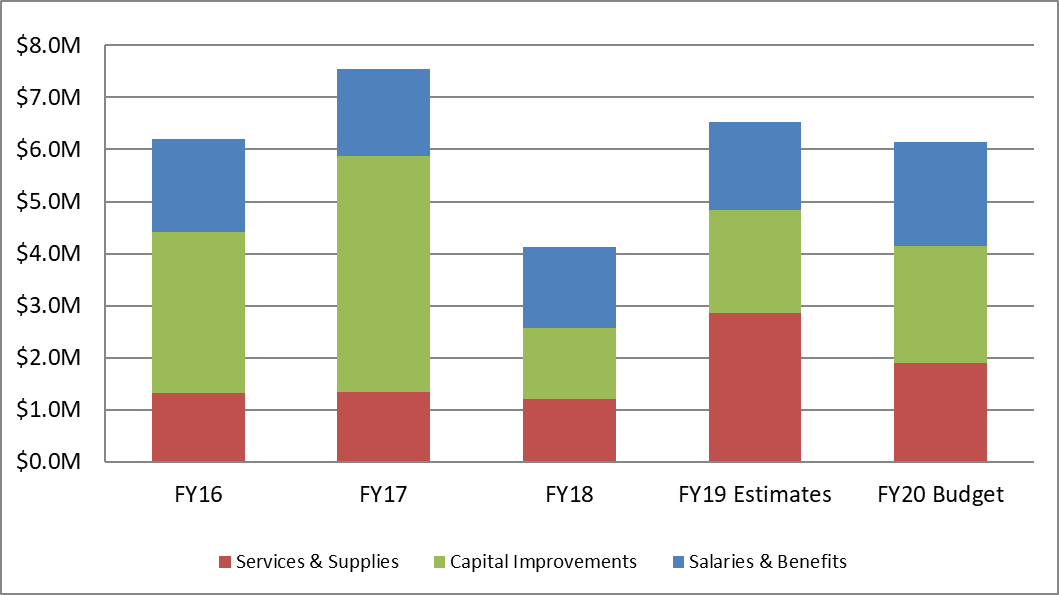 $8.0M
$7.0M
$6.0M
$5.0M
$4.0M
$3.0M
$2.0M
$1.0M
$0.0M
FY16 FY17 FY18 FY19 Estimates FY20 Budget
Services & Supplies Capital Improvements Salaries & Benefits